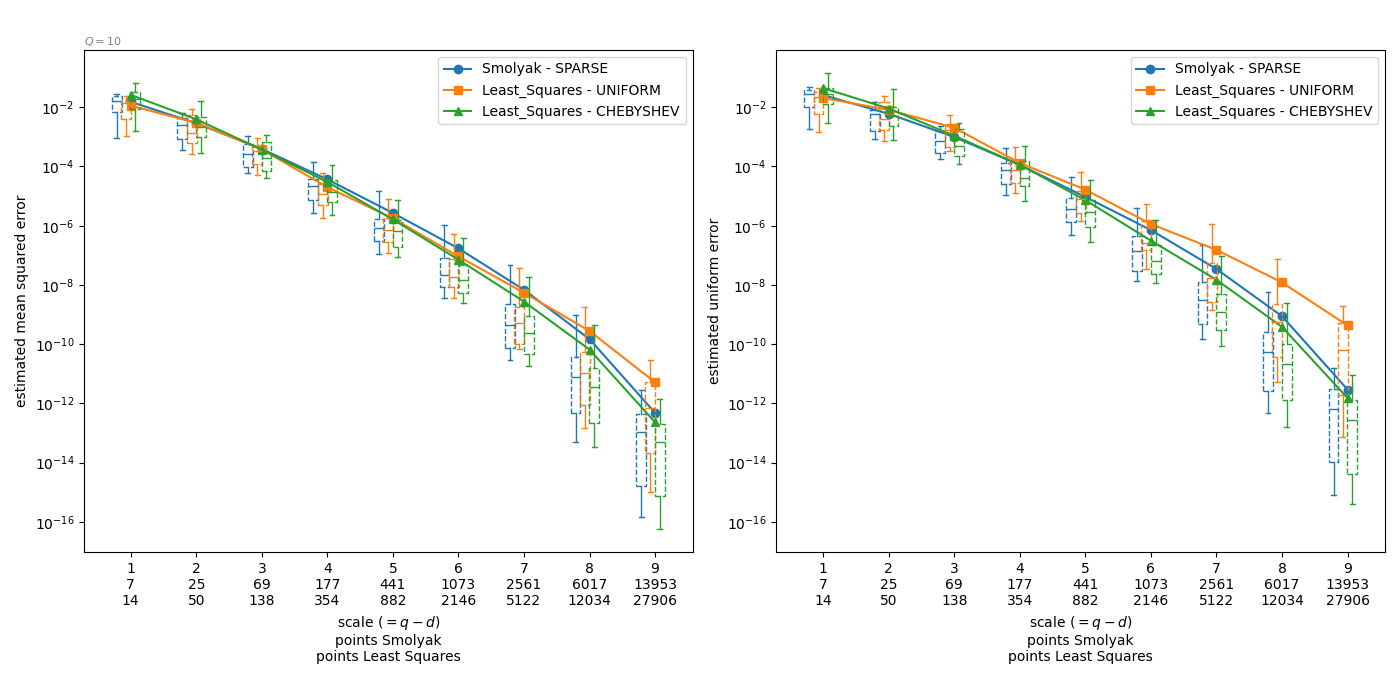 Q = 10
Smolyak - SPARSE
Least_Squares - UNIFORM
Least_Squares - CHEBYSHEV
estimated mean squared error
10⁻²
10⁻⁴
10⁻⁶
10⁻⁸
10⁻¹⁰
10⁻¹²
10⁻¹⁴
10⁻¹⁶
1 2 3 4 5 6 7 8 9
7 25 69 177 441 1073 2561 6017 13953
14 50 138 354 882 2146 5122 12034 27906
scale (= q − d)
points Smolyak
points Least Squares
Smolyak - SPARSE
Least_Squares - UNIFORM
Least_Squares - CHEBYSHEV
estimated uniform error
10⁻²
10⁻⁴
10⁻⁶
10⁻⁸
10⁻¹⁰
10⁻¹²
10⁻¹⁴
10⁻¹⁶
1 2 3 4 5 6 7 8 9
7 25 69 177 441 1073 2561 6017 13953
14 50 138 354 882 2146 5122 12034 27906
scale (= q − d)
points Smolyak
points Least Squares